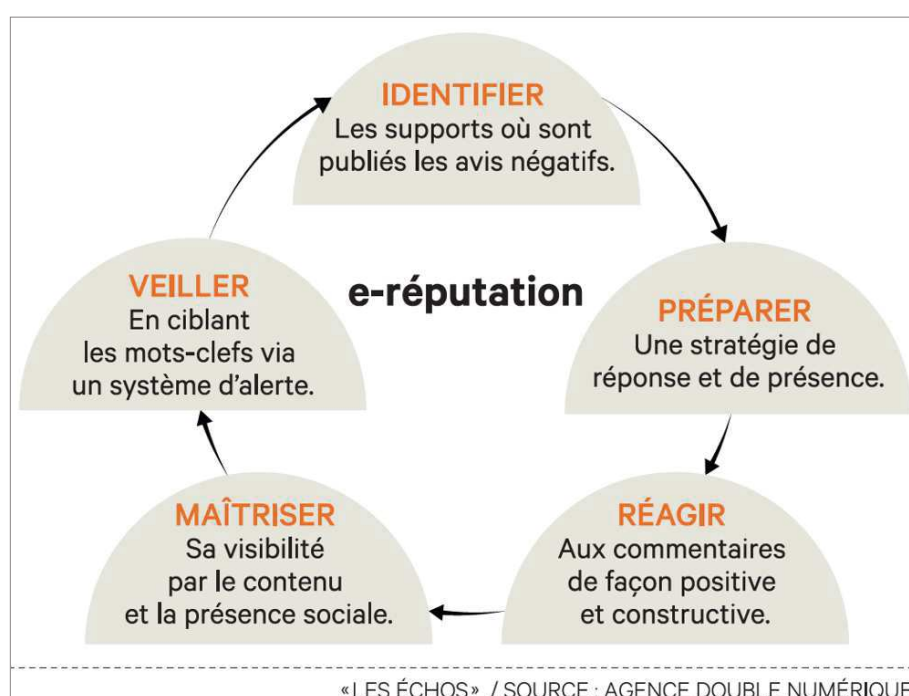 IDENTIFIER
Les supports où sont
publiés les avis négatifs.
e-réputation
PRÉPARER
Une stratégie de
réponse et de présence.
RÉAGIR
Aux commentaires
de façon positive
et constructive.
MAÎTRISER
Sa visibilité
par le contenu
et la présence sociale.
VEILLER
En ciblant
les mots-clefs via
un système d'alerte.
«LES ÉCHOS» / SOURCE : AGENCE DOUBLE NUMÉRIQUE